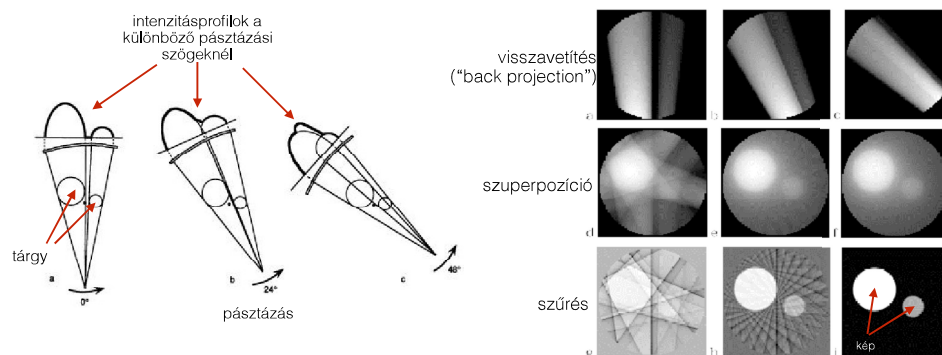 intenzitásprofilok a
különböző pásztázási
szögeknél
tárgy
a
0°
b
24°
c
48°
pásztázás
visszavetítés
(“back projection”)
a
b
c
szuperpozíció
d
e
f
szűrés
g
h
i
kép